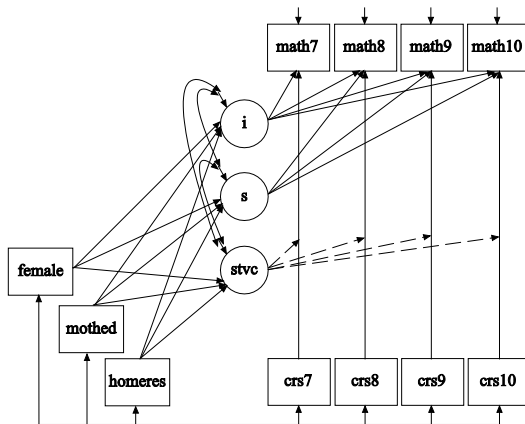 math7 math8 math9 math10
i
s
stvc
female
mothed
homeres
crs7 crs8 crs9 crs10